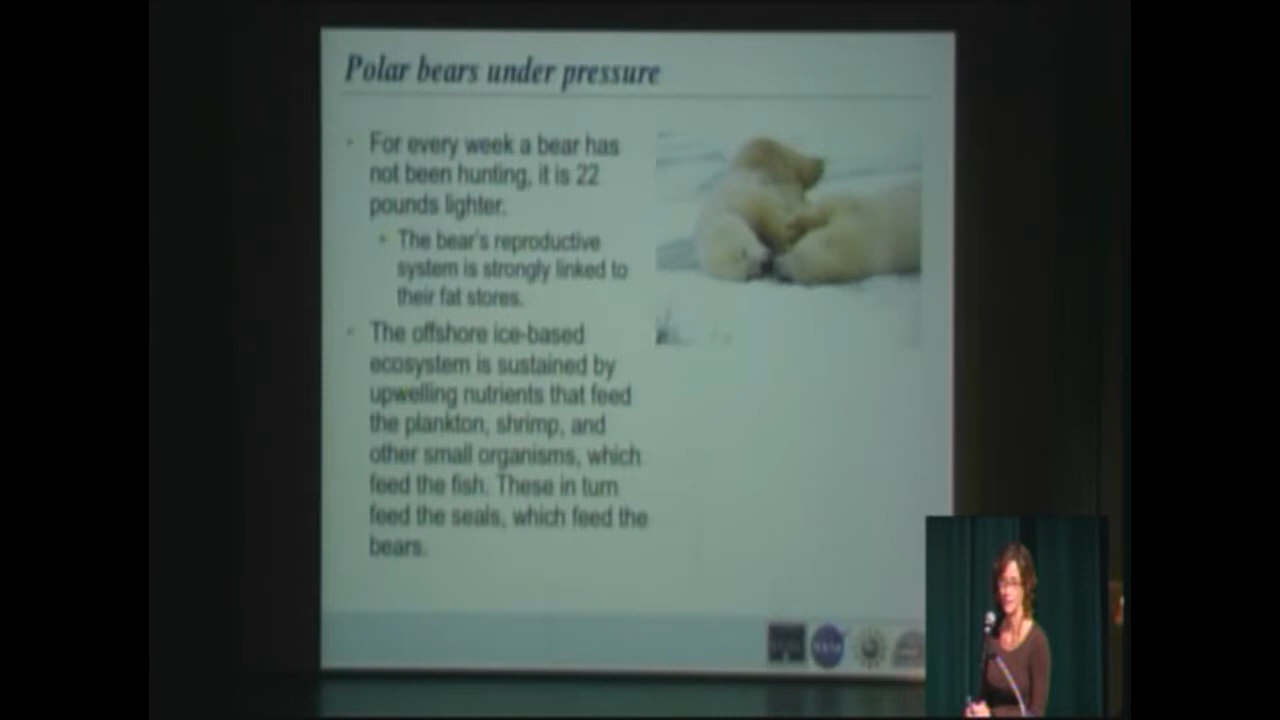 Polar bears under pressure
• For every week a bear has
not been hunting, it is 22
pounds lighter.
• The bear's reproductive
system is strongly linked to
their fat stores.
• The offshore ice-based
ecosystem is sustained by
upwelling nutrients that feed
the plankton, shrimp, and
other small organisms, which
feed the fish. These in turn
feed the seals, which feed the
bears.
NASA